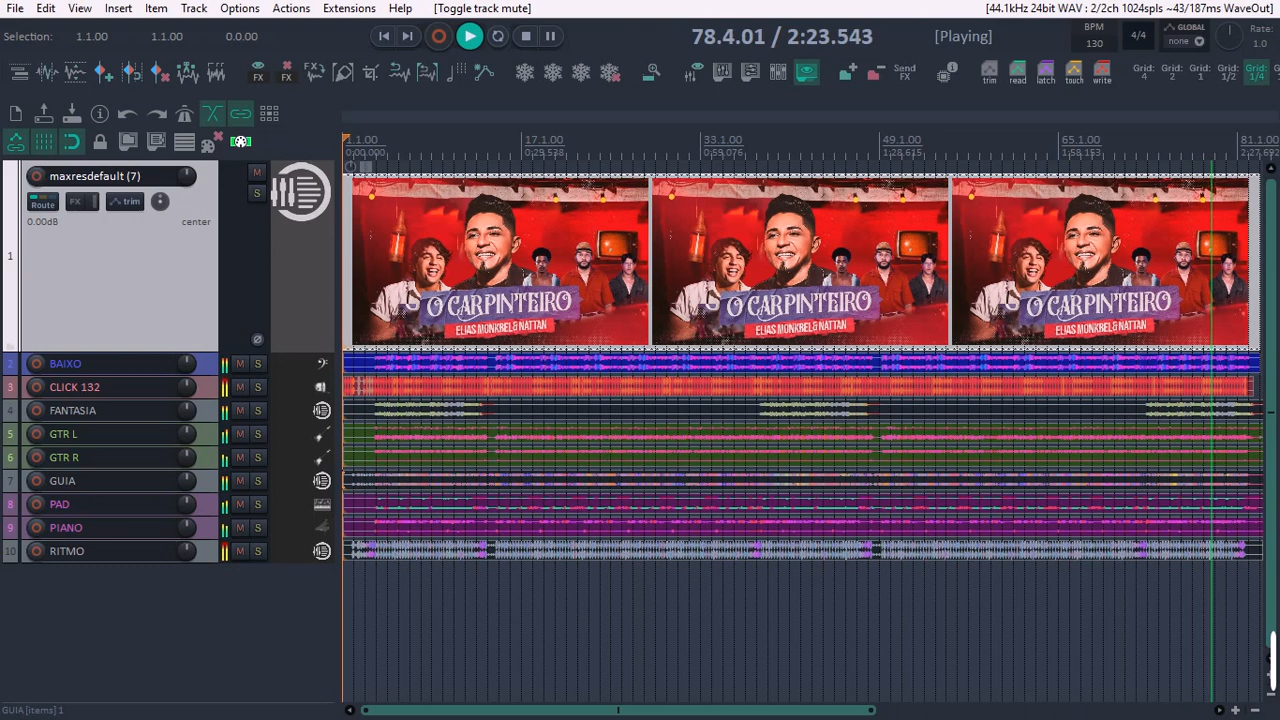 File Edit View Insert Item Track Options Actions Extensions Help [Toggle track mute] [44.1kHz 24bit WAV : 2/2ch 1024spls ~43/187ms WaveOut]
Selection: 1.1.00 1.1.00 0.0.00 78.4.01 / 2:23.543 [Playing] BPM 130 4/4 GLOBAL none Rate: 1.0
FX FX Send FX trim read latch touch write Grid: 4 Grid: 2 Grid: 1 Grid: 1/2 Grid: 1/4
1.1.00 17.1.00 33.1.00 49.1.00 65.1.00 81.1.00
0:00.000 0:29.538 0:59.076 1:28.615 1:58.153 2:27.692
1 maxresdefault (7) M
Route FX trim S
0.00dB center
O CARPINTEIRO O CARPINTEIRO O CARPINTEIRO
ELIAS MONKBEL & NATTAN ELIAS MONKBEL & NATTAN ELIAS MONKBEL & NATTAN
2 BAIXO M S
3 CLICK 132 M S
4 FANTASIA M S
5 GTR L M S
6 GTR R M S
7 GUIA M S
8 PAD M S
9 PIANO M S
10 RITMO M S
GUIA [items] 1